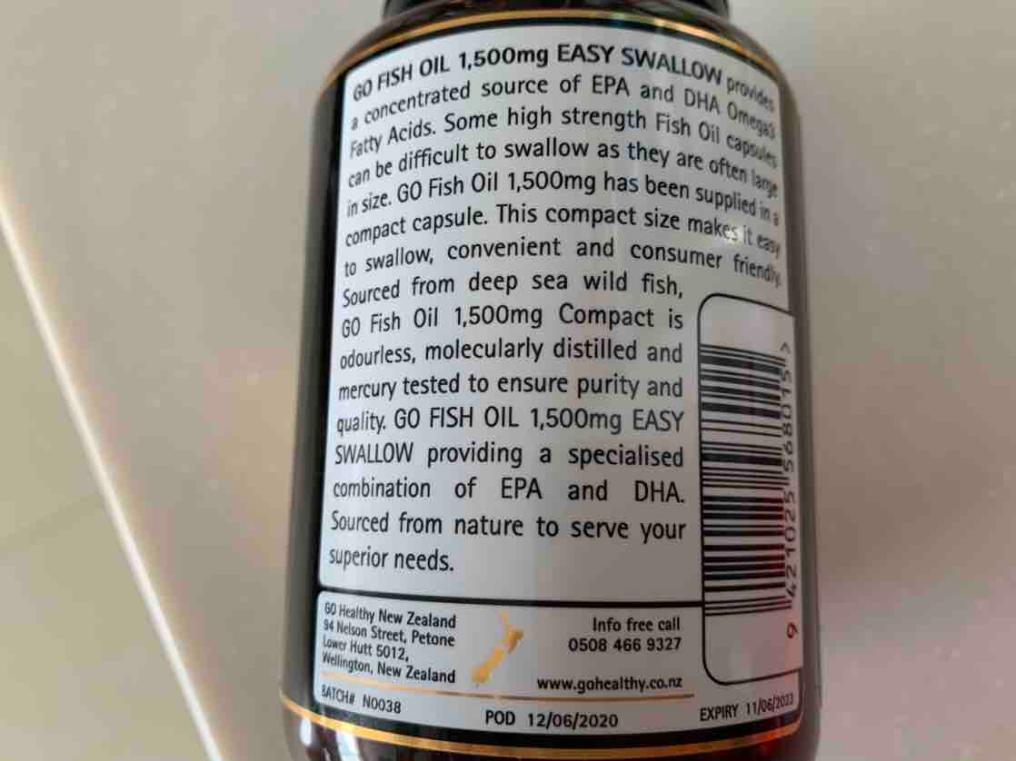 GO FISH OIL 1,500mg EASY SWALLOW provides
a concentrated source of EPA and DHA Omega3
Fatty Acids. Some high strength Fish Oil capsules
can be difficult to swallow as they are often large
in size. GO Fish Oil 1,500mg has been supplied in a
compact capsule. This compact size makes it easy
to swallow, convenient and consumer friendly.
Sourced from deep sea wild fish,
GO Fish Oil 1,500mg Compact is
odourless, molecularly distilled and
mercury tested to ensure purity and
quality. GO FISH OIL 1,500mg EASY
SWALLOW providing a specialised
combination of EPA and DHA.
Sourced from nature to serve your
superior needs.
9 421025 568015
GO Healthy New Zealand
94 Nelson Street, Petone
Lower Hutt 5012,
Wellington, New Zealand
Info free call
0508 466 9327
www.gohealthy.co.nz
BATCH# N0038
POD 12/06/2020
EXPIRY 11/06/2023